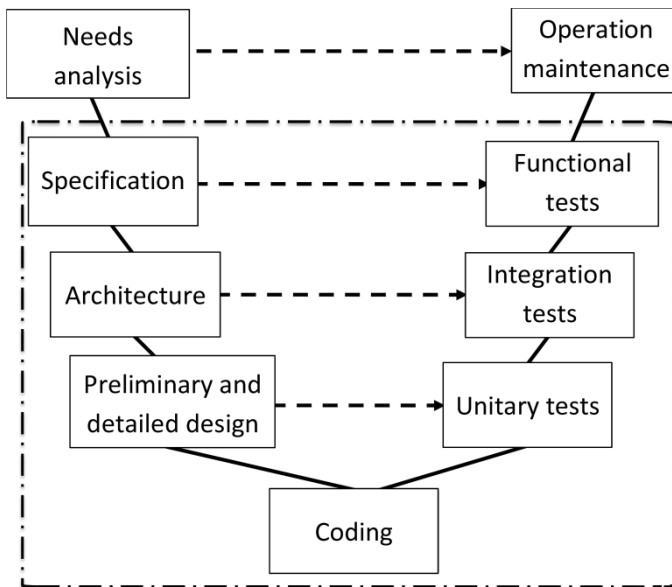 Needs
analysis
Operation
maintenance
Specification
Functional
tests
Architecture
Integration
tests
Preliminary and
detailed design
Unitary tests
Coding